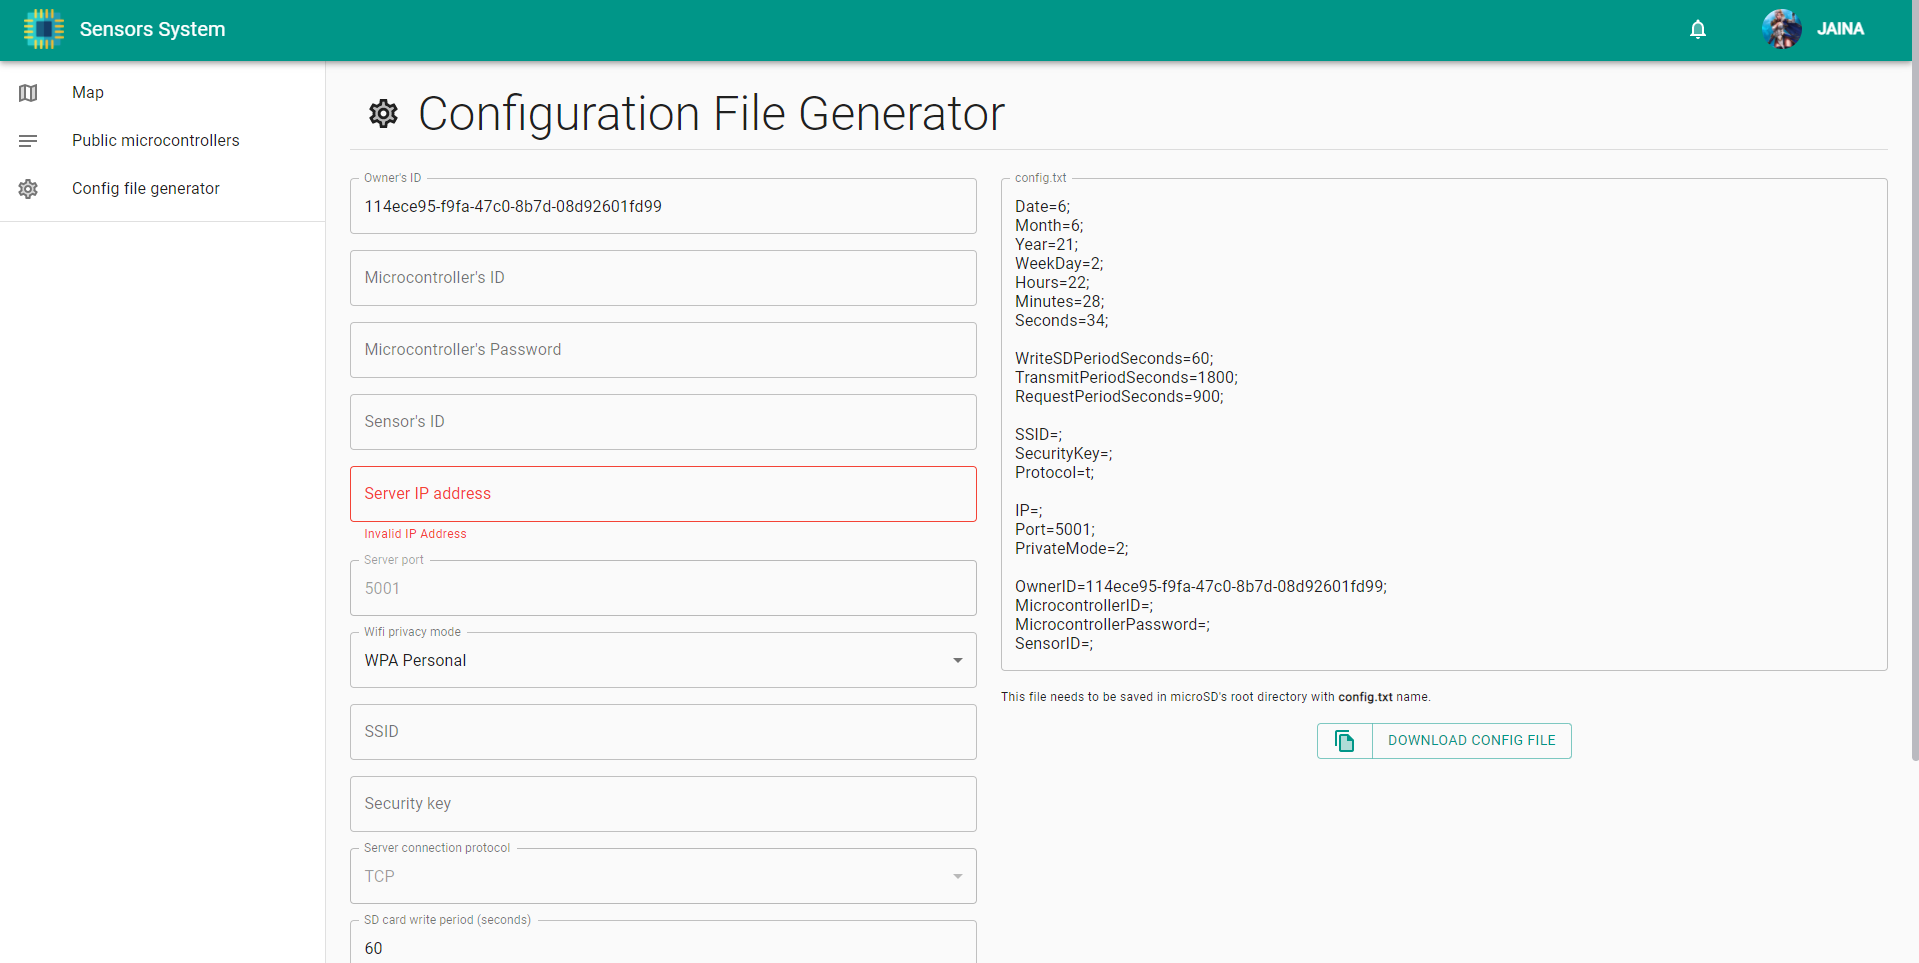 Sensors System
JAINA
Map
Public microcontrollers
Config file generator
Configuration File Generator
Owner's ID
114ece95-f9fa-47c0-8b7d-08d92601fd99
Microcontroller's ID
Microcontroller's Password
Sensor's ID
Server IP address
Invalid IP Address
Server port
5001
Wifi privacy mode
WPA Personal
SSID
Security key
Server connection protocol
TCP
SD card write period (seconds)
60
config.txt
Date=6;
Month=6;
Year=21;
WeekDay=2;
Hours=22;
Minutes=28;
Seconds=34;
WriteSDPeriodSeconds=60;
TransmitPeriodSeconds=1800;
RequestPeriodSeconds=900;
SSID=;
SecurityKey=;
Protocol=t;
IP=;
Port=5001;
PrivateMode=2;
OwnerID=114ece95-f9fa-47c0-8b7d-08d92601fd99;
MicrocontrollerID=;
MicrocontrollerPassword=;
SensorID=;
This file needs to be saved in microSD's root directory with config.txt name.
DOWNLOAD CONFIG FILE